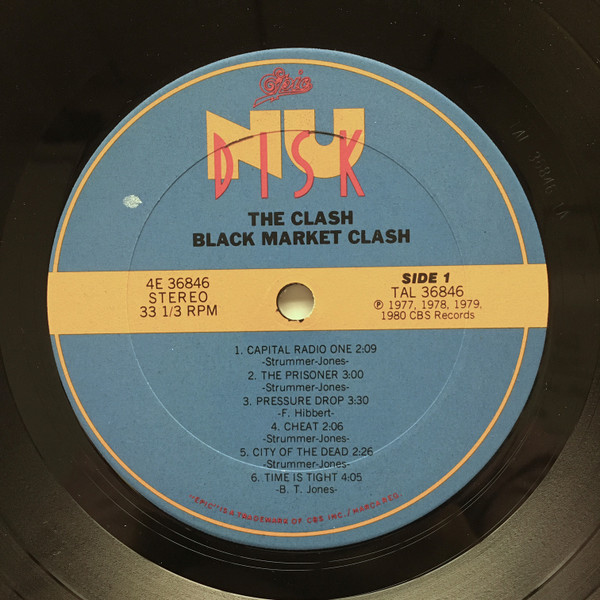 Epic
NU
DISK
THE CLASH
BLACK MARKET CLASH
4E 36846
STEREO
33 1/3 RPM
SIDE 1
TAL 36846
℗ 1977, 1978, 1979,
1980 CBS Records
1. CAPITAL RADIO ONE 2:09
-Strummer-Jones-
2. THE PRISONER 3:00
-Strummer-Jones-
3. PRESSURE DROP 3:30
-F. Hibbert-
4. CHEAT 2:06
-Strummer-Jones-
5. CITY OF THE DEAD 2:26
-Strummer-Jones-
6. TIME IS TIGHT 4:05
-B. T. Jones-
"EPIC" IS A TRADEMARK OF CBS INC./MARCA REG.